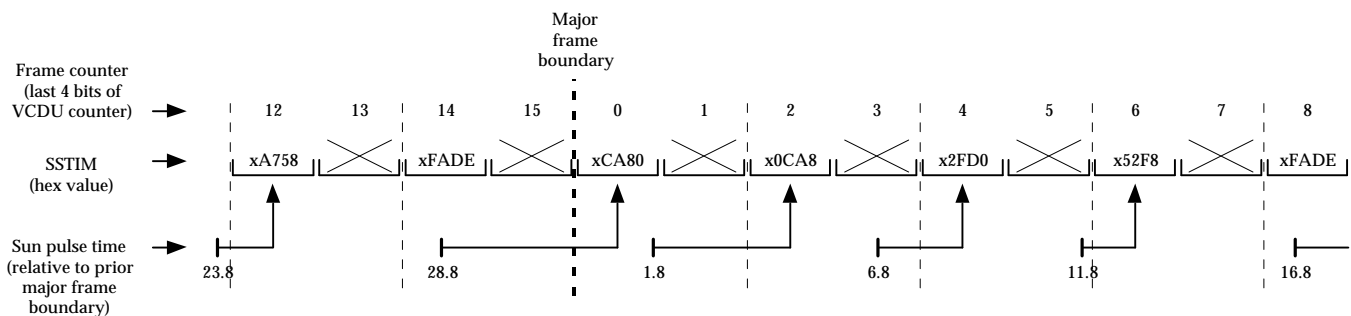 Major
frame
boundary
Frame counter
(last 4 bits of
VCDU counter)
12 13 14 15 0 1 2 3 4 5 6 7 8
SSTIM
(hex value)
xA758 xFADE xCA80 x0CA8 x2FD0 x52F8 xFADE
Sun pulse time
(relative to prior
major frame
boundary)
23.8 28.8 1.8 6.8 11.8 16.8